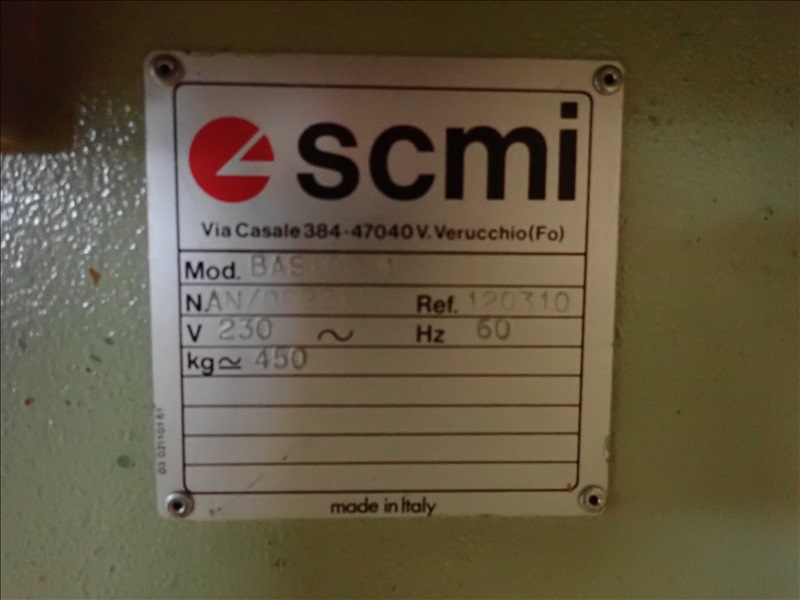 scmi
Via Casale 384-47040 V. Verucchio (Fo)
Mod.
N. Ref. 120310
V 230 ~ Hz 60
kg≃ 450
made in Italy